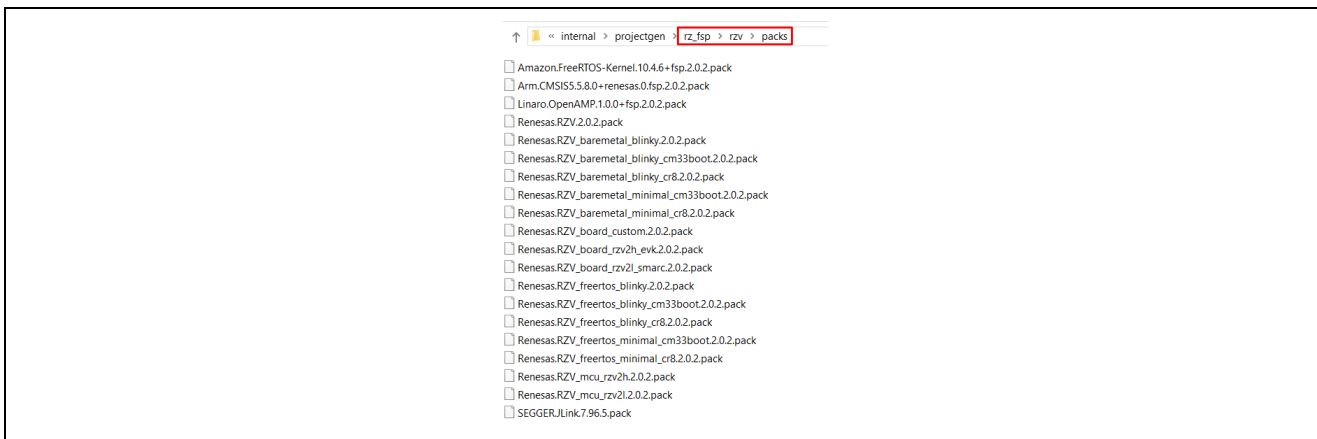 « internal > projectgen > rz_fsp > rzv > packs
Amazon.FreeRTOS-Kernel.10.4.6+fsp.2.0.2.pack
Arm.CMSIS5.5.8.0+renesas.0.fsp.2.0.2.pack
Linaro.OpenAMP.1.0.0+fsp.2.0.2.pack
Renesas.RZV.2.0.2.pack
Renesas.RZV_baremetal_blinky.2.0.2.pack
Renesas.RZV_baremetal_blinky_cm33boot.2.0.2.pack
Renesas.RZV_baremetal_blinky_cr8.2.0.2.pack
Renesas.RZV_baremetal_minimal_cm33boot.2.0.2.pack
Renesas.RZV_baremetal_minimal_cr8.2.0.2.pack
Renesas.RZV_board_custom.2.0.2.pack
Renesas.RZV_board_rzv2h_evk.2.0.2.pack
Renesas.RZV_board_rzv2l_smarc.2.0.2.pack
Renesas.RZV_freertos_blinky.2.0.2.pack
Renesas.RZV_freertos_blinky_cm33boot.2.0.2.pack
Renesas.RZV_freertos_blinky_cr8.2.0.2.pack
Renesas.RZV_freertos_minimal_cm33boot.2.0.2.pack
Renesas.RZV_freertos_minimal_cr8.2.0.2.pack
Renesas.RZV_mcu_rzv2h.2.0.2.pack
Renesas.RZV_mcu_rzv2l.2.0.2.pack
SEGGER.JLink.7.96.5.pack